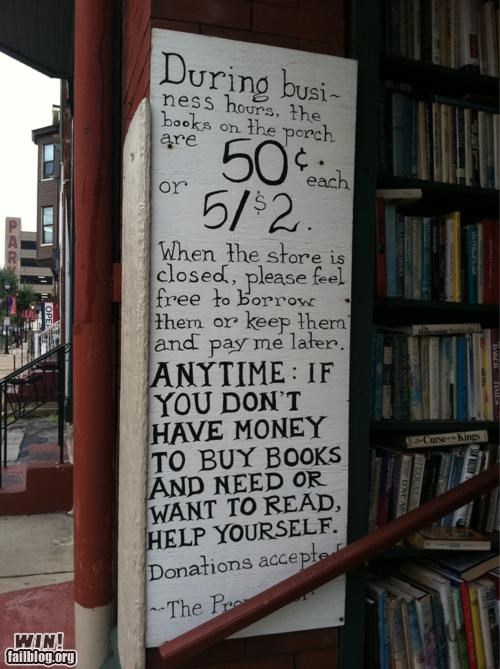 During busi-
ness hours, the
books on the porch
are 50¢ each
or 5/$2.
When the store is
closed, please feel
free to borrow
them or keep them
and pay me later.
ANYTIME: IF
YOU DON'T
HAVE MONEY
TO BUY BOOKS
AND NEED OR
WANT TO READ,
HELP YOURSELF.
Donations accepted
~The
PARK
OPEN
The Curse of the Kings
WIN!
failblog.org